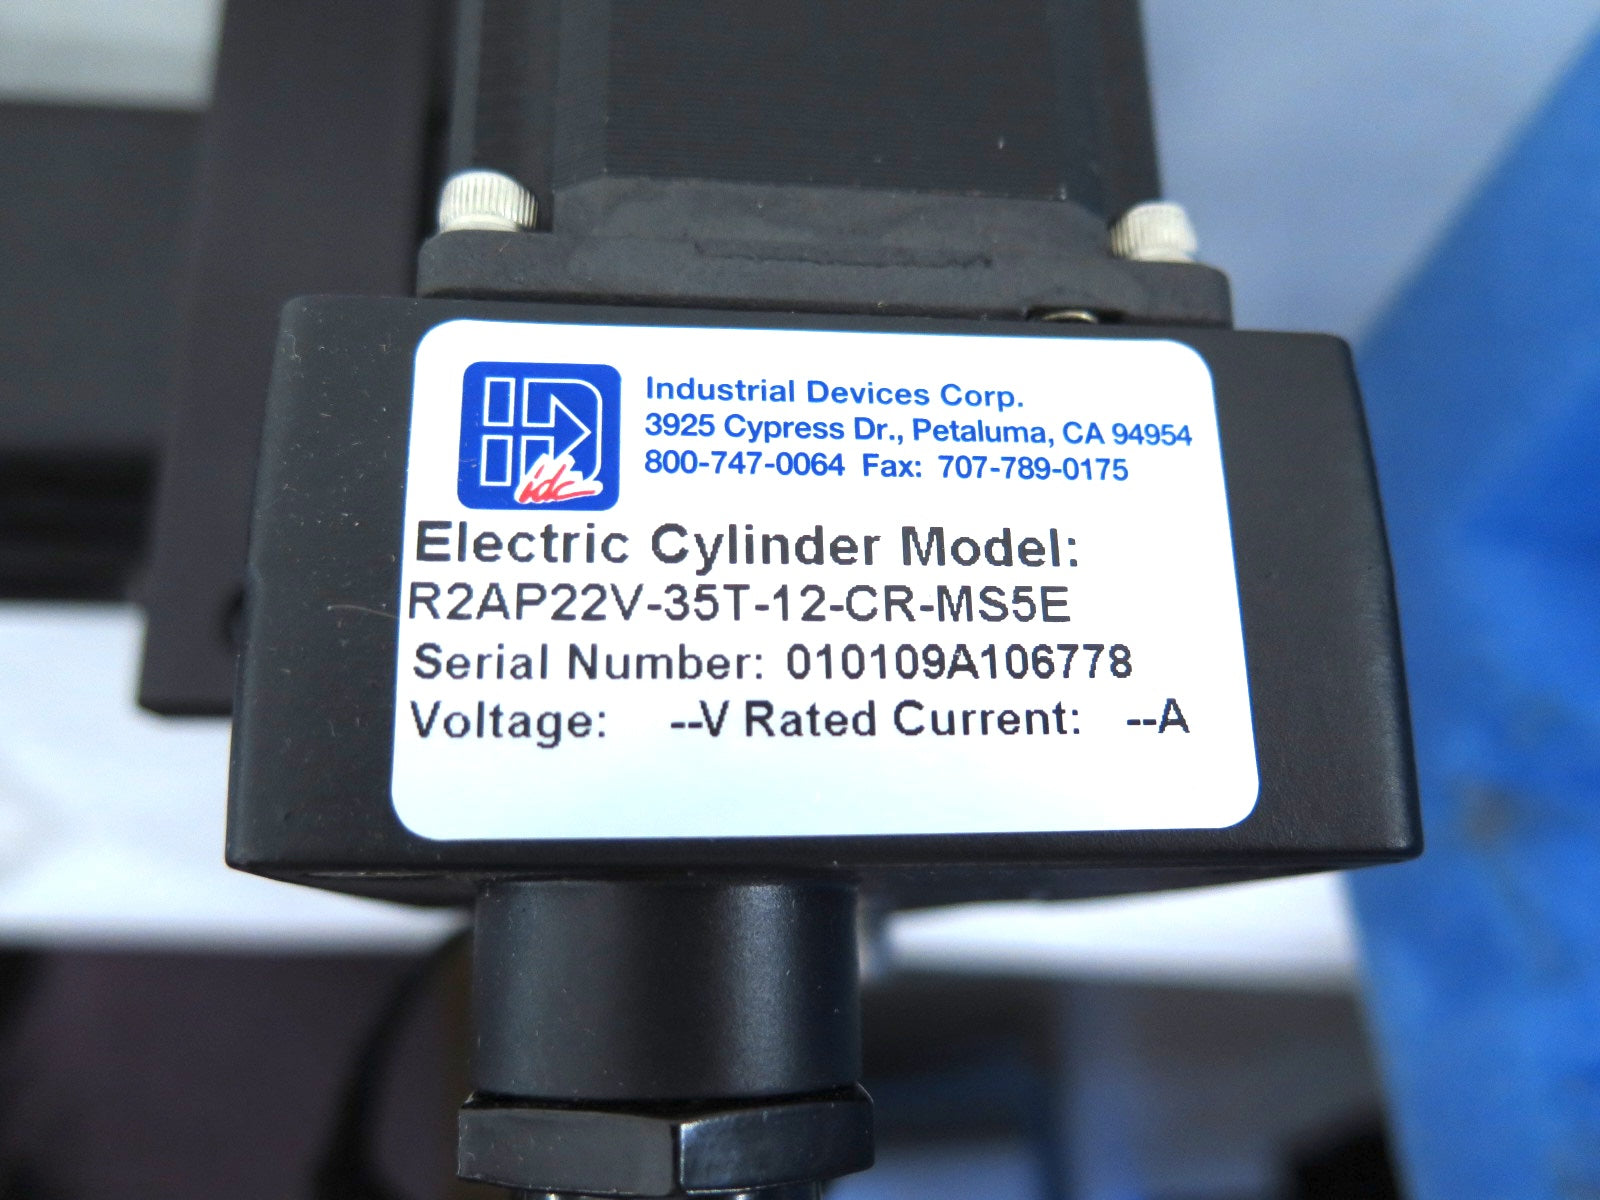 idc
Industrial Devices Corp.
3925 Cypress Dr., Petaluma, CA 94954
800-747-0064 Fax: 707-789-0175
Electric Cylinder Model:
R2AP22V-35T-12-CR-MS5E
Serial Number: 010109A106778
Voltage: --V Rated Current: --A